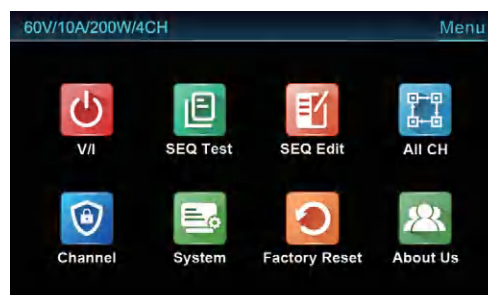 60V/10A/200W/4CH Menu
V/I SEQ Test SEQ Edit All CH
Channel System Factory Reset About Us